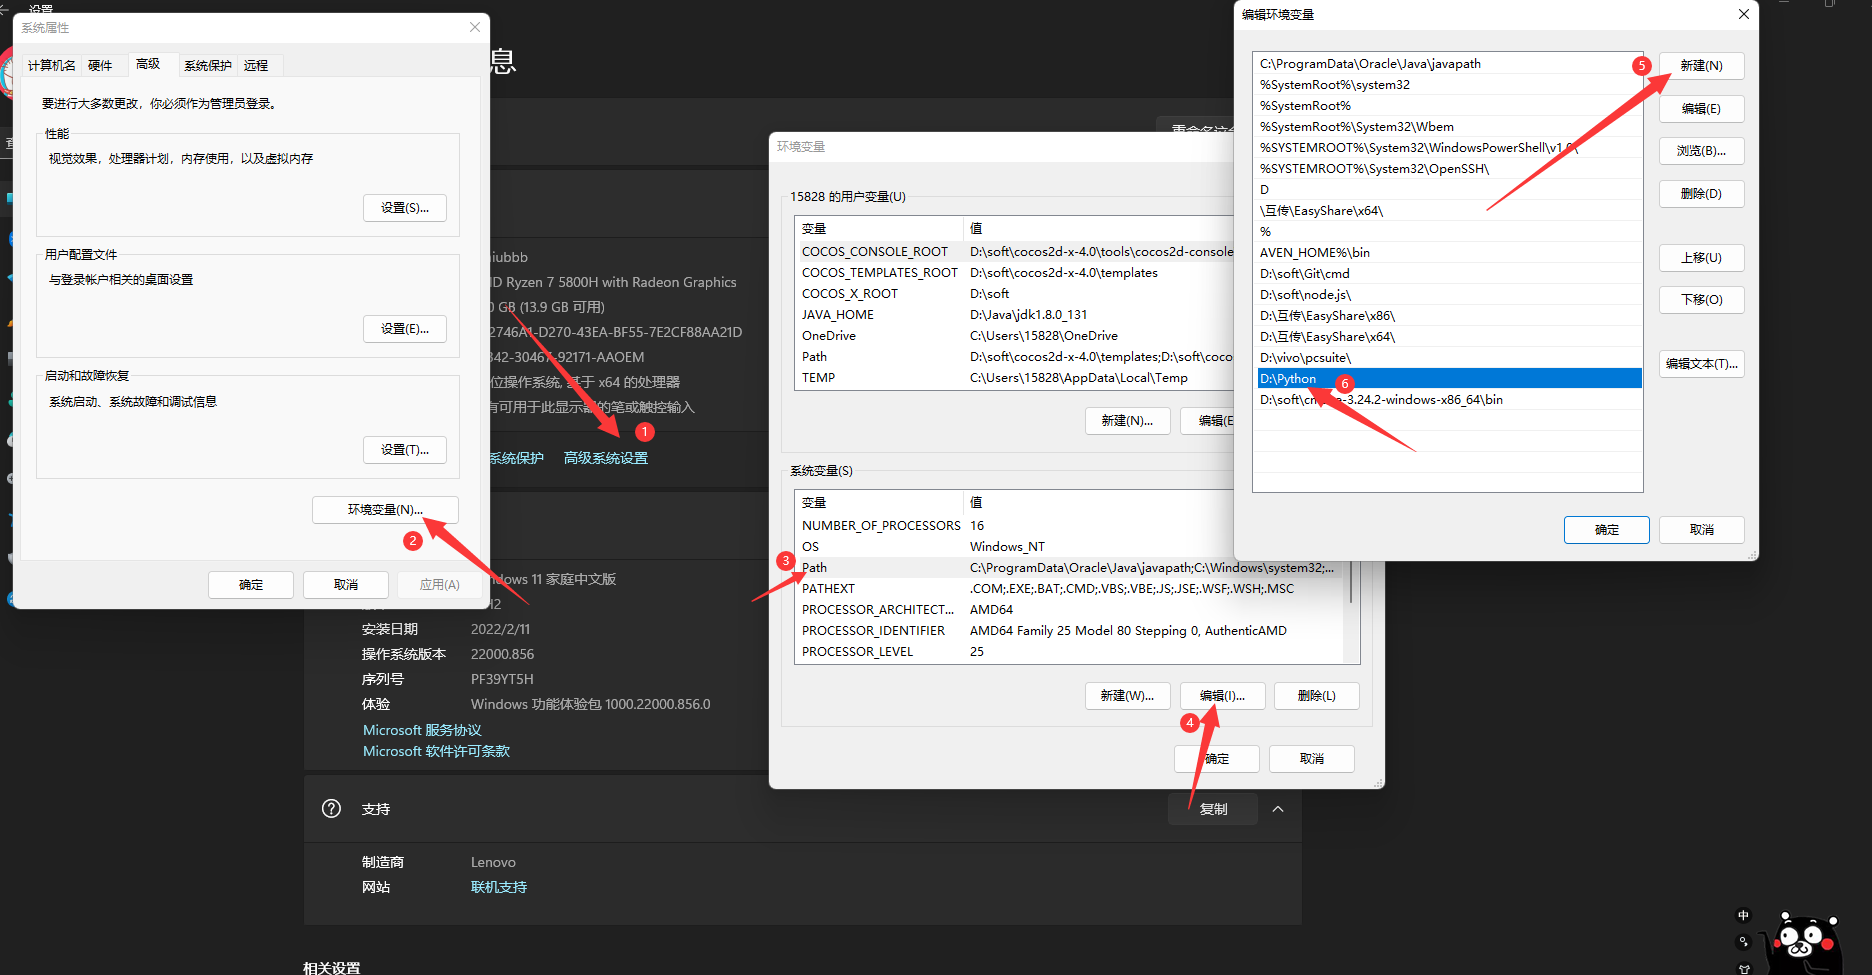 设置
系统属性
计算机名
硬件
高级
系统保护
远程
要进行大多数更改，你必须作为管理员登录。
性能
视觉效果，处理器计划，内存使用，以及虚拟内存
设置(S)...
用户配置文件
与登录帐户相关的桌面设置
设置(E)...
启动和故障恢复
系统启动、系统故障和调试信息
设置(T)...
环境变量(N)...
2
确定
取消
应用(A)
息
iubbb
D Ryzen 7 5800H with Radeon Graphics
0 GB (13.9 GB 可用)
2746A1-D270-43EA-BF55-7E2CF88AA21D
342-30467-92171-AAOEM
位操作系统, 基于 x64 的处理器
有可用于此显示器的笔或触控输入
1
系统保护
高级系统设置
dows 11 家庭中文版
H2
安装日期
2022/2/11
操作系统版本
22000.856
序列号
PF39YT5H
体验
Windows 功能体验包 1000.22000.856.0
Microsoft 服务协议
Microsoft 软件许可条款
支持
复制
制造商
Lenovo
网站
联机支持
相关设置
环境变量
15828 的用户变量(U)
变量
值
COCOS_CONSOLE_ROOT
D:\soft\cocos2d-x-4.0\tools\cocos2d-console
COCOS_TEMPLATES_ROOT
D:\soft\cocos2d-x-4.0\templates
COCOS_X_ROOT
D:\soft
JAVA_HOME
D:\Java\jdk1.8.0_131
OneDrive
C:\Users\15828\OneDrive
Path
D:\soft\cocos2d-x-4.0\templates;D:\soft\coco
TEMP
C:\Users\15828\AppData\Local\Temp
新建(N)...
编辑(E
系统变量(S)
变量
值
NUMBER_OF_PROCESSORS
16
OS
Windows_NT
3
Path
C:\ProgramData\Oracle\Java\javapath;C:\Windows\system32;...
PATHEXT
.COM;.EXE;.BAT;.CMD;.VBS;.VBE;.JS;.JSE;.WSF;.WSH;.MSC
PROCESSOR_ARCHITECT...
AMD64
PROCESSOR_IDENTIFIER
AMD64 Family 25 Model 80 Stepping 0, AuthenticAMD
PROCESSOR_LEVEL
25
新建(W)...
编辑(I)...
删除(L)
4
确定
取消
编辑环境变量
C:\ProgramData\Oracle\Java\javapath
%SystemRoot%\system32
%SystemRoot%
%SystemRoot%\System32\Wbem
%SYSTEMROOT%\System32\WindowsPowerShell\v1.0\
%SYSTEMROOT%\System32\OpenSSH\
D
\互传\EasyShare\x64\
%
AVEN_HOME%\bin
D:\soft\Git\cmd
D:\soft\node.js\
D:\互传\EasyShare\x86\
D:\互传\EasyShare\x64\
D:\vivo\pcsuite\
D:\Python
6
D:\soft\cmake-3.24.2-windows-x86_64\bin
5
新建(N)
编辑(E)
浏览(B)...
删除(D)
上移(U)
下移(O)
编辑文本(T)...
确定
取消
中